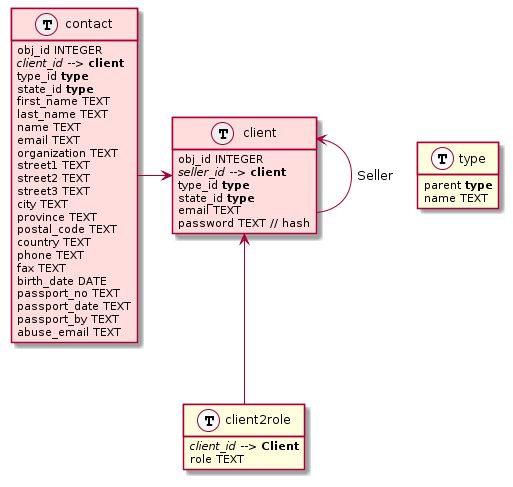 T contact
obj_id INTEGER
client_id --> client
type_id type
state_id type
first_name TEXT
last_name TEXT
name TEXT
email TEXT
organization TEXT
street1 TEXT
street2 TEXT
street3 TEXT
city TEXT
province TEXT
postal_code TEXT
country TEXT
phone TEXT
fax TEXT
birth_date DATE
passport_no TEXT
passport_date TEXT
passport_by TEXT
abuse_email TEXT
T client
obj_id INTEGER
seller_id --> client
type_id type
state_id type
email TEXT
password TEXT // hash
Seller
T type
parent type
name TEXT
T client2role
client_id --> Client
role TEXT